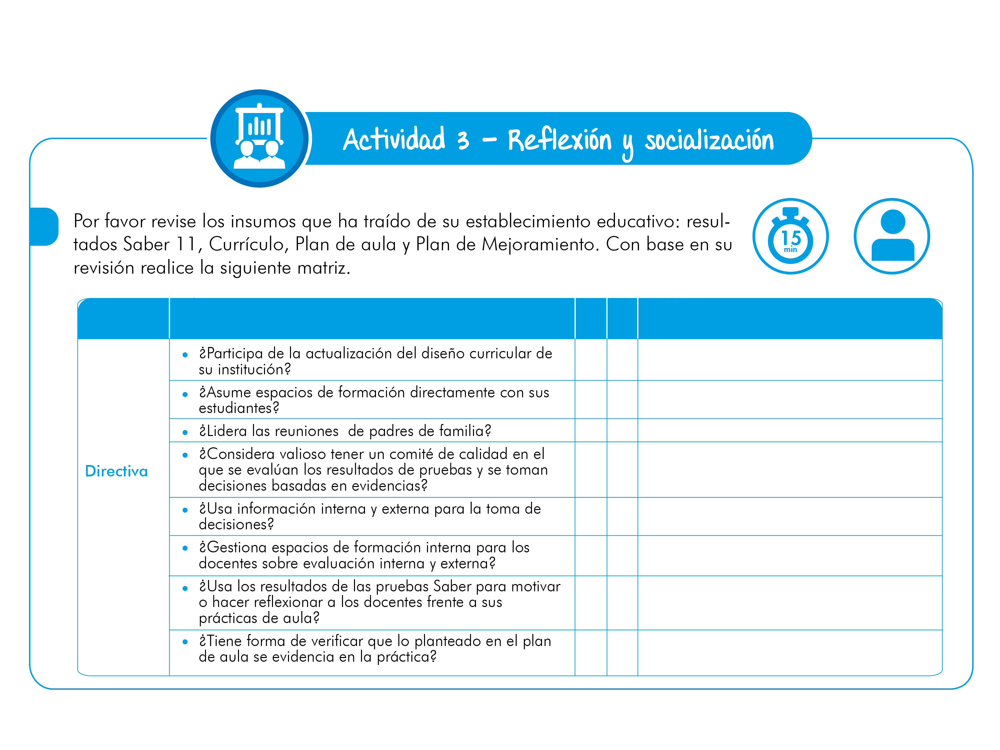 Actividad 3 - Reflexión y socialización
Por favor revise los insumos que ha traído de su establecimiento educativo: resul-
tados Saber 11, Currículo, Plan de aula y Plan de Mejoramiento. Con base en su
revisión realice la siguiente matriz.
15
min
Directiva
• ¿Participa de la actualización del diseño curricular de
su institución?
• ¿Asume espacios de formación directamente con sus
estudiantes?
• ¿Lidera las reuniones  de padres de familia?
• ¿Considera valioso tener un comité de calidad en el
que se evalúan los resultados de pruebas y se toman
decisiones basadas en evidencias?
• ¿Usa información interna y externa para la toma de
decisiones?
• ¿Gestiona espacios de formación interna para los
docentes sobre evaluación interna y externa?
• ¿Usa los resultados de las pruebas Saber para motivar
o hacer reflexionar a los docentes frente a sus
prácticas de aula?
• ¿Tiene forma de verificar que lo planteado en el plan
de aula se evidencia en la práctica?